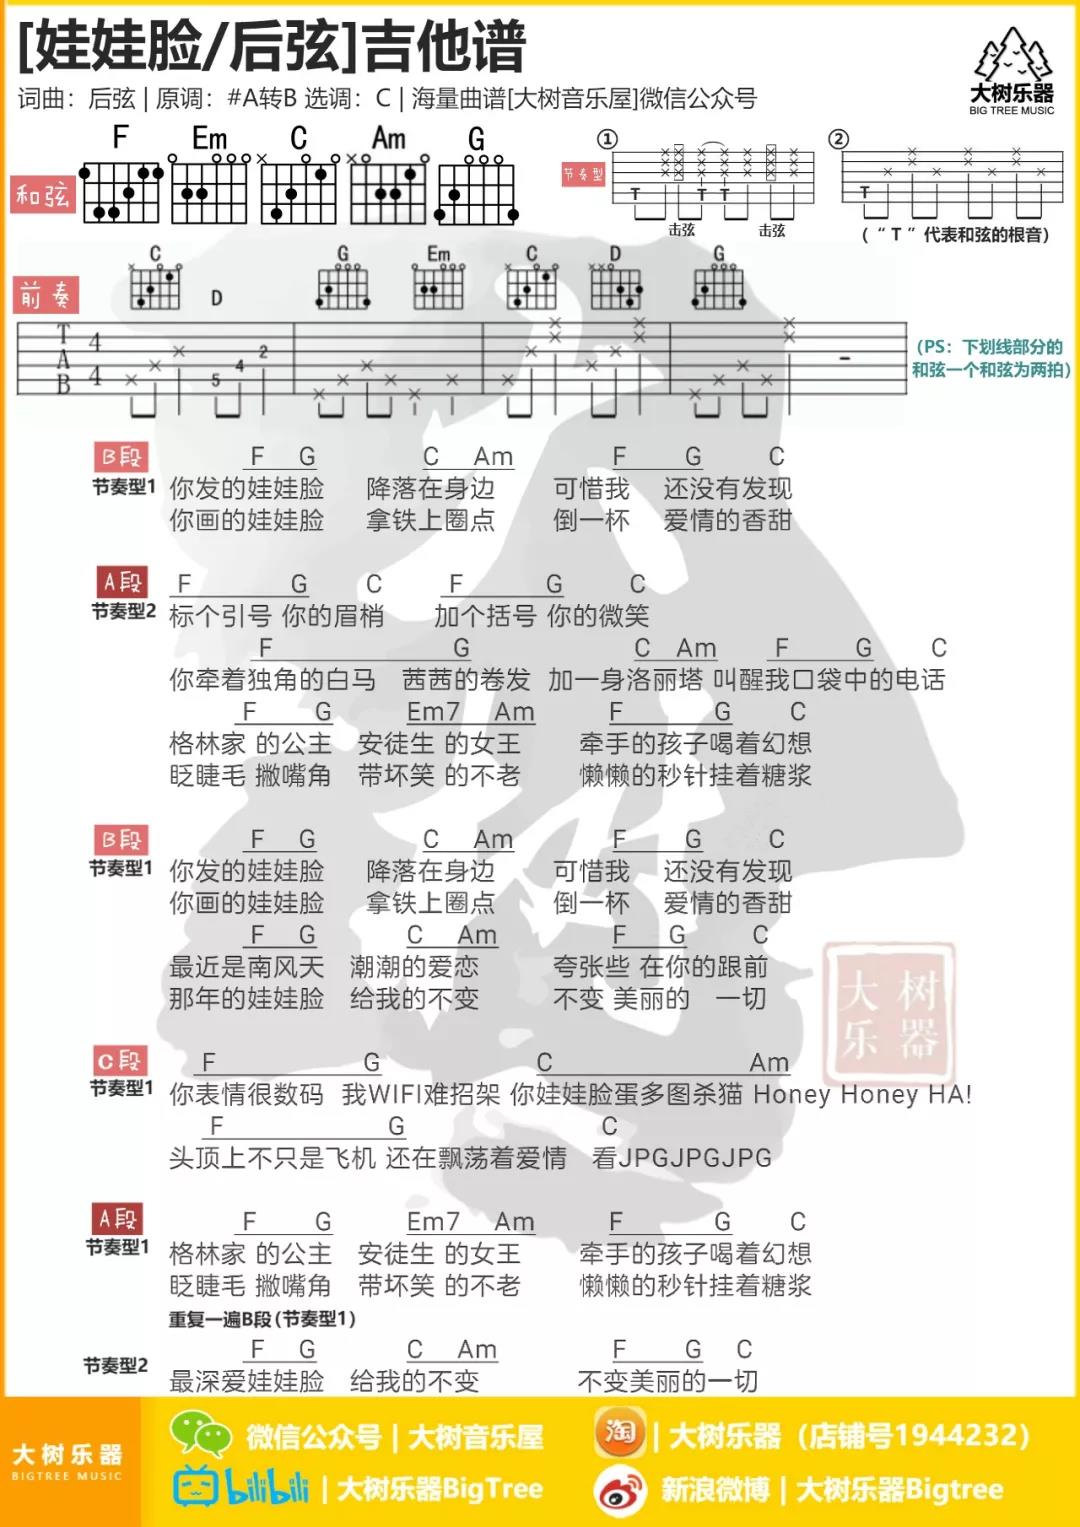 [娃娃脸/后弦]吉他谱
大树乐器
BIG TREE MUSIC
词曲：后弦 | 原调：#A转B 选调：C | 海量曲谱[大树音乐屋]微信公众号
F Em C Am G
和弦
节奏型
① ②
T T T T
击弦 击弦
(“ T ”代表和弦的根音)
前奏
C D G Em C D G
T A B 4 4
5 4 2
（PS：下划线部分的
和弦一个和弦为两拍）
B段
节奏型1
F G C Am F G C
你发的娃娃脸 降落在身边 可惜我 还没有发现
你画的娃娃脸 拿铁上圈点 倒一杯 爱情的香甜
A段
节奏型2
F G C F G C
标个引号 你的眉梢 加个括号 你的微笑
F G C Am F G C
你牵着独角的白马 茜茜的卷发 加一身洛丽塔 叫醒我口袋中的电话
F G Em7 Am F G C
格林家 的公主 安徒生 的女王 牵手的孩子喝着幻想
眨睫毛 撇嘴角 带坏笑 的不老 懒懒的秒针挂着糖浆
B段
节奏型1
F G C Am F G C
你发的娃娃脸 降落在身边 可惜我 还没有发现
你画的娃娃脸 拿铁上圈点 倒一杯 爱情的香甜
F G C Am F G C
最近是南风天 潮潮的爱恋 夸张些 在你的跟前
那年的娃娃脸 给我的不变 不变 美丽的 一切
大树
乐器
C段
节奏型1
F G C Am
你表情很数码 我WIFI难招架 你娃娃脸蛋多图杀猫 Honey Honey HA!
F G C
头顶上不只是飞机 还在飘荡着爱情 看JPGJPGJPG
A段
节奏型1
F G Em7 Am F G C
格林家 的公主 安徒生 的女王 牵手的孩子喝着幻想
眨睫毛 撇嘴角 带坏笑 的不老 懒懒的秒针挂着糖浆
重复一遍B段(节奏型1)
节奏型2
F G C Am F G C
最深爱娃娃脸 给我的不变 不变美丽的一切
大树乐器
BIGTREE MUSIC
微信公众号 | 大树音乐屋
淘 | 大树乐器（店铺号1944232）
bilibili | 大树乐器BigTree
新浪微博 | 大树乐器Bigtree